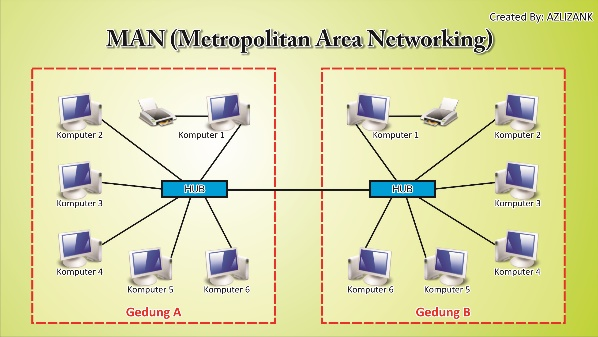 Created By: AZLIZANK
MAN (Metropolitan Area Networking)
Komputer 2
Komputer 1
HUB
Komputer 3
Komputer 4
Komputer 5
Komputer 6
Gedung A
Komputer 1
Komputer 2
HUB
Komputer 3
Komputer 4
Komputer 6
Komputer 5
Gedung B